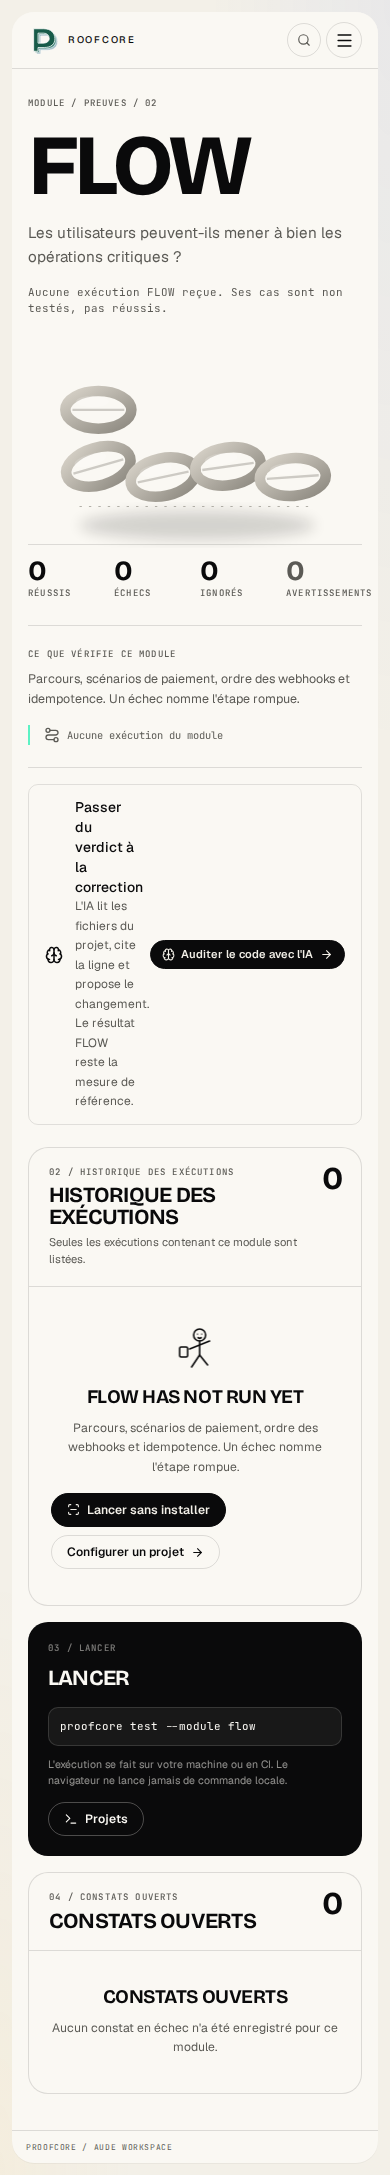 ROOFCORE
MODULE / PREUVES / 02
FLOW
Les utilisateurs peuvent-ils mener à bien les
opérations critiques ?
Aucune exécution FLOW reçue. Ses cas sont non
testés, pas réussis.
0 0 0 0
RÉUSSIS ÉCHECS IGNORÉS AVERTISSEMENTS
CE QUE VÉRIFIE CE MODULE
Parcours, scénarios de paiement, ordre des webhooks et
idempotence. Un échec nomme l'étape rompue.
Aucune exécution du module
Passer
du
verdict à
la
correction
L'IA lit les
fichiers du
projet, cite
la ligne et
propose le
changement.
Le résultat
FLOW
reste la
mesure de
référence.
Auditer le code avec l'IA
02 / HISTORIQUE DES EXÉCUTIONS
0
HISTORIQUE DES
EXÉCUTIONS
Seules les exécutions contenant ce module sont
listées.
FLOW HAS NOT RUN YET
Parcours, scénarios de paiement, ordre des
webhooks et idempotence. Un échec nomme
l'étape rompue.
Lancer sans installer
Configurer un projet
03 / LANCER
LANCER
proofcore test --module flow
L'exécution se fait sur votre machine ou en CI. Le
navigateur ne lance jamais de commande locale.
Projets
04 / CONSTATS OUVERTS
0
CONSTATS OUVERTS
CONSTATS OUVERTS
Aucun constat en échec n'a été enregistré pour ce
module.
PROOFCORE / AUDE WORKSPACE